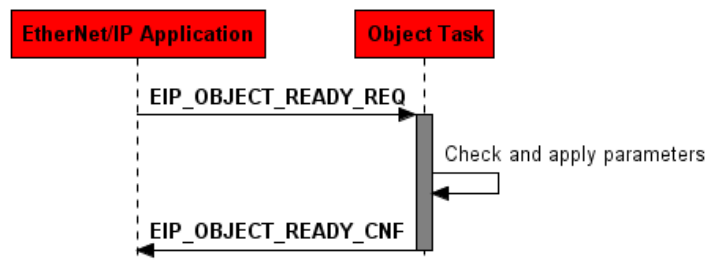 EtherNet/IP Application
Object Task
EIP_OBJECT_READY_REQ
Check and apply parameters
EIP_OBJECT_READY_CNF